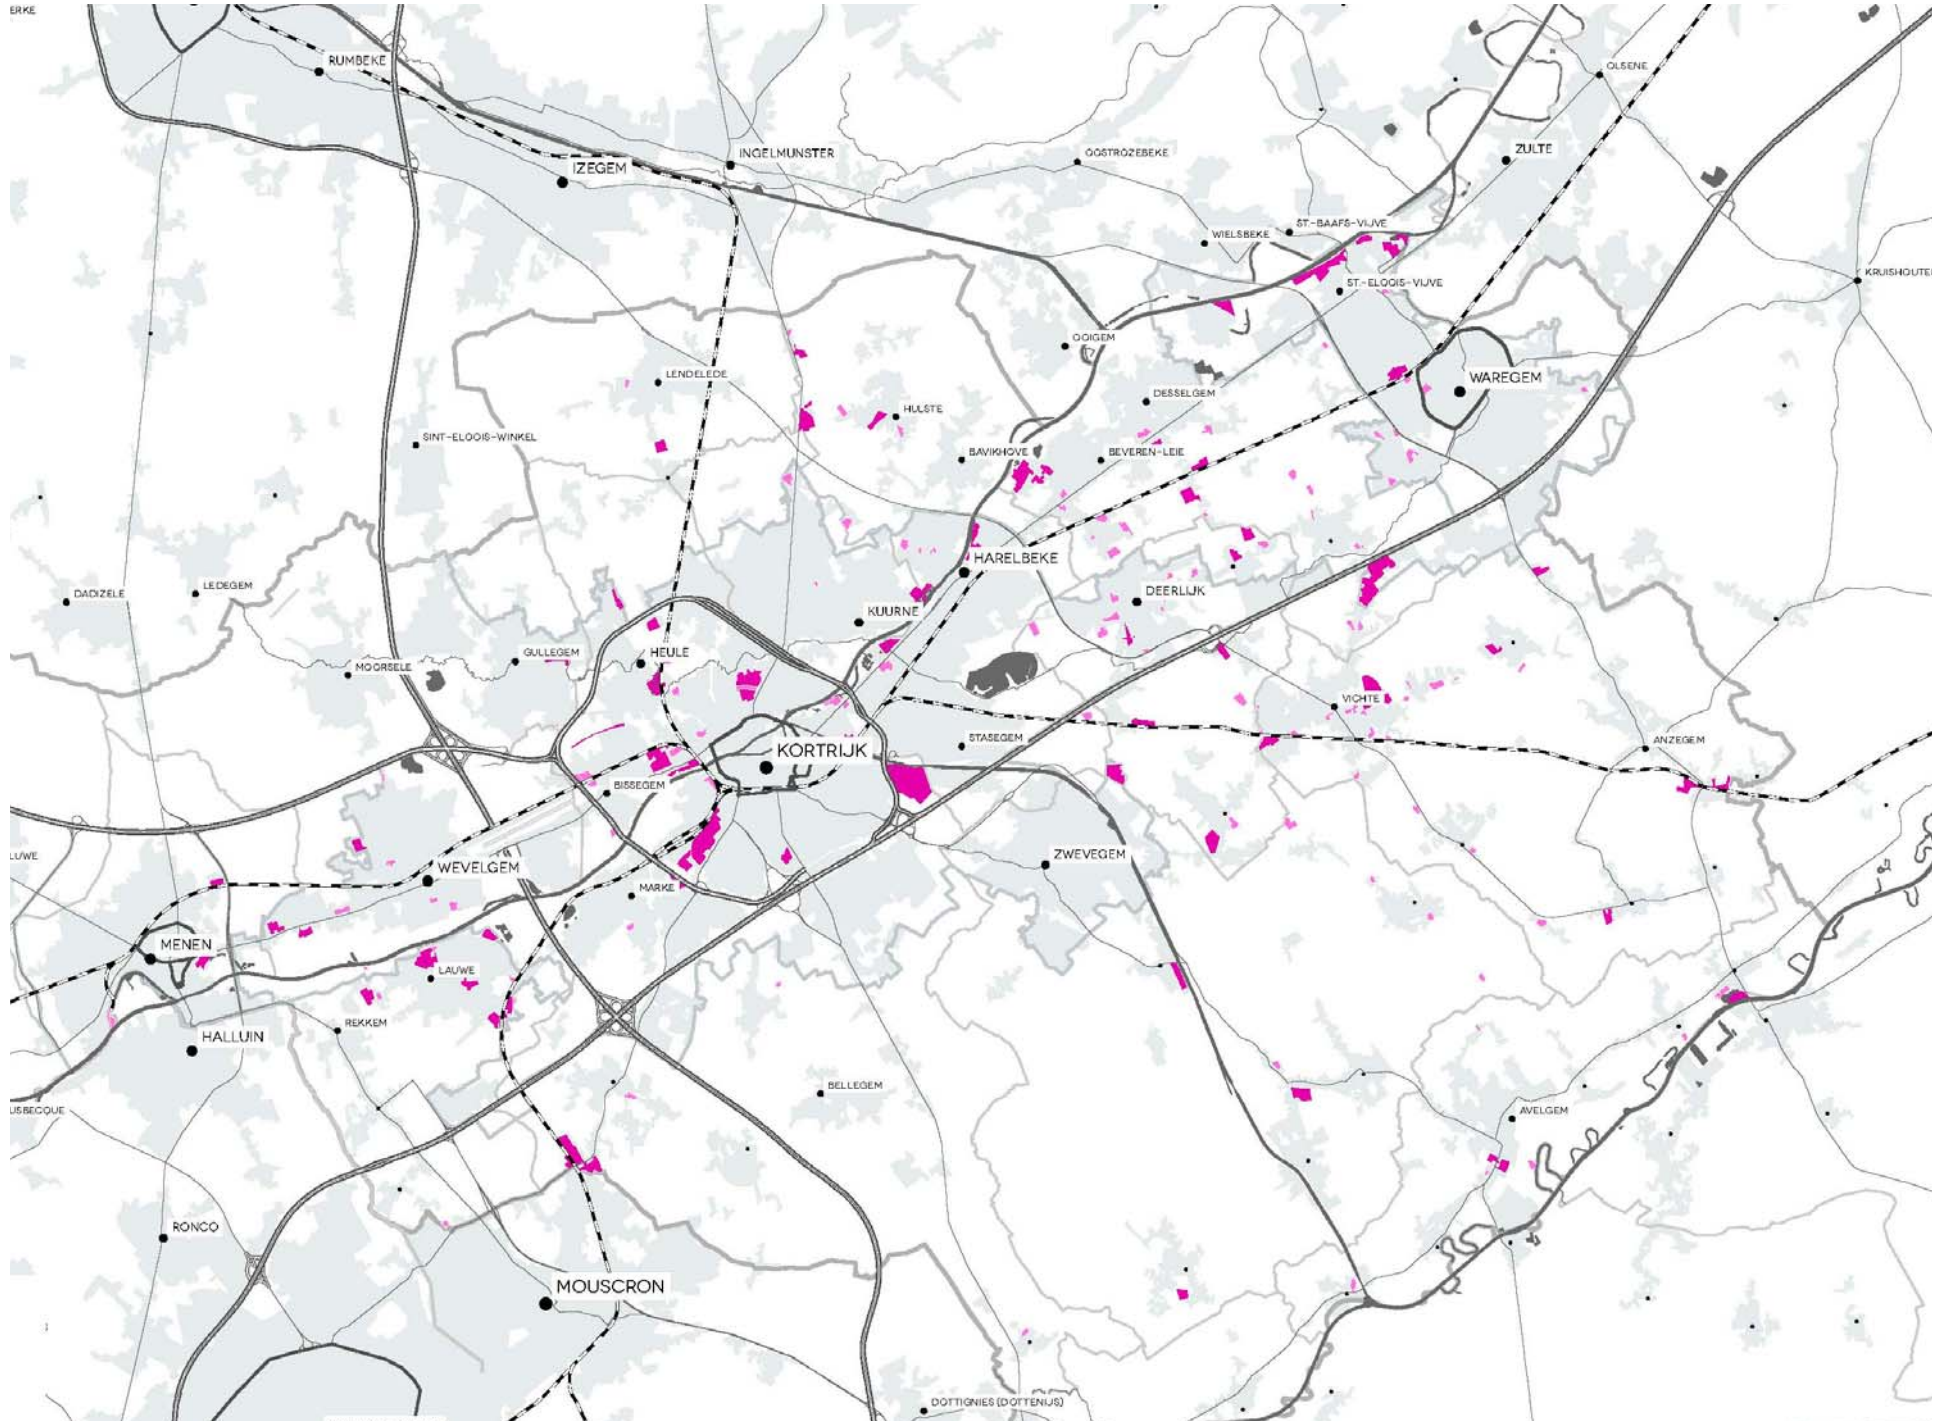 ERKE
RUMBEKE
OLSENE
INGELMUNSTER
OOSTROZEBEKE
ZULTE
IZEGEM
ST.-BAAFS-VIJVE
WIELSBEKE
KRUISHOUTE
ST.-ELOOIS-VIJVE
OOIGEM
LENDELEDE
WAREGEM
DESSELGEM
HULSTE
SINT-ELOOIS-WINKEL
BAVIKHOVE
BEVEREN-LEIE
HARELBEKE
LEDEGEM
DADIZELE
DEERLIJK
KUURNE
GULLEGEM
HEULE
MOORSELE
VICHTE
STASEGEM
ANZEGEM
KORTRIJK
BISSEGEM
LUWE
ZWEVEGEM
WEVELGEM
MARKE
MENEN
LAUWE
REKKEM
HALLUIN
BELLEGEM
USBECQUE
AVELGEM
RONCQ
MOUSCRON
DOTTIGNIES (DOTTENIJS)